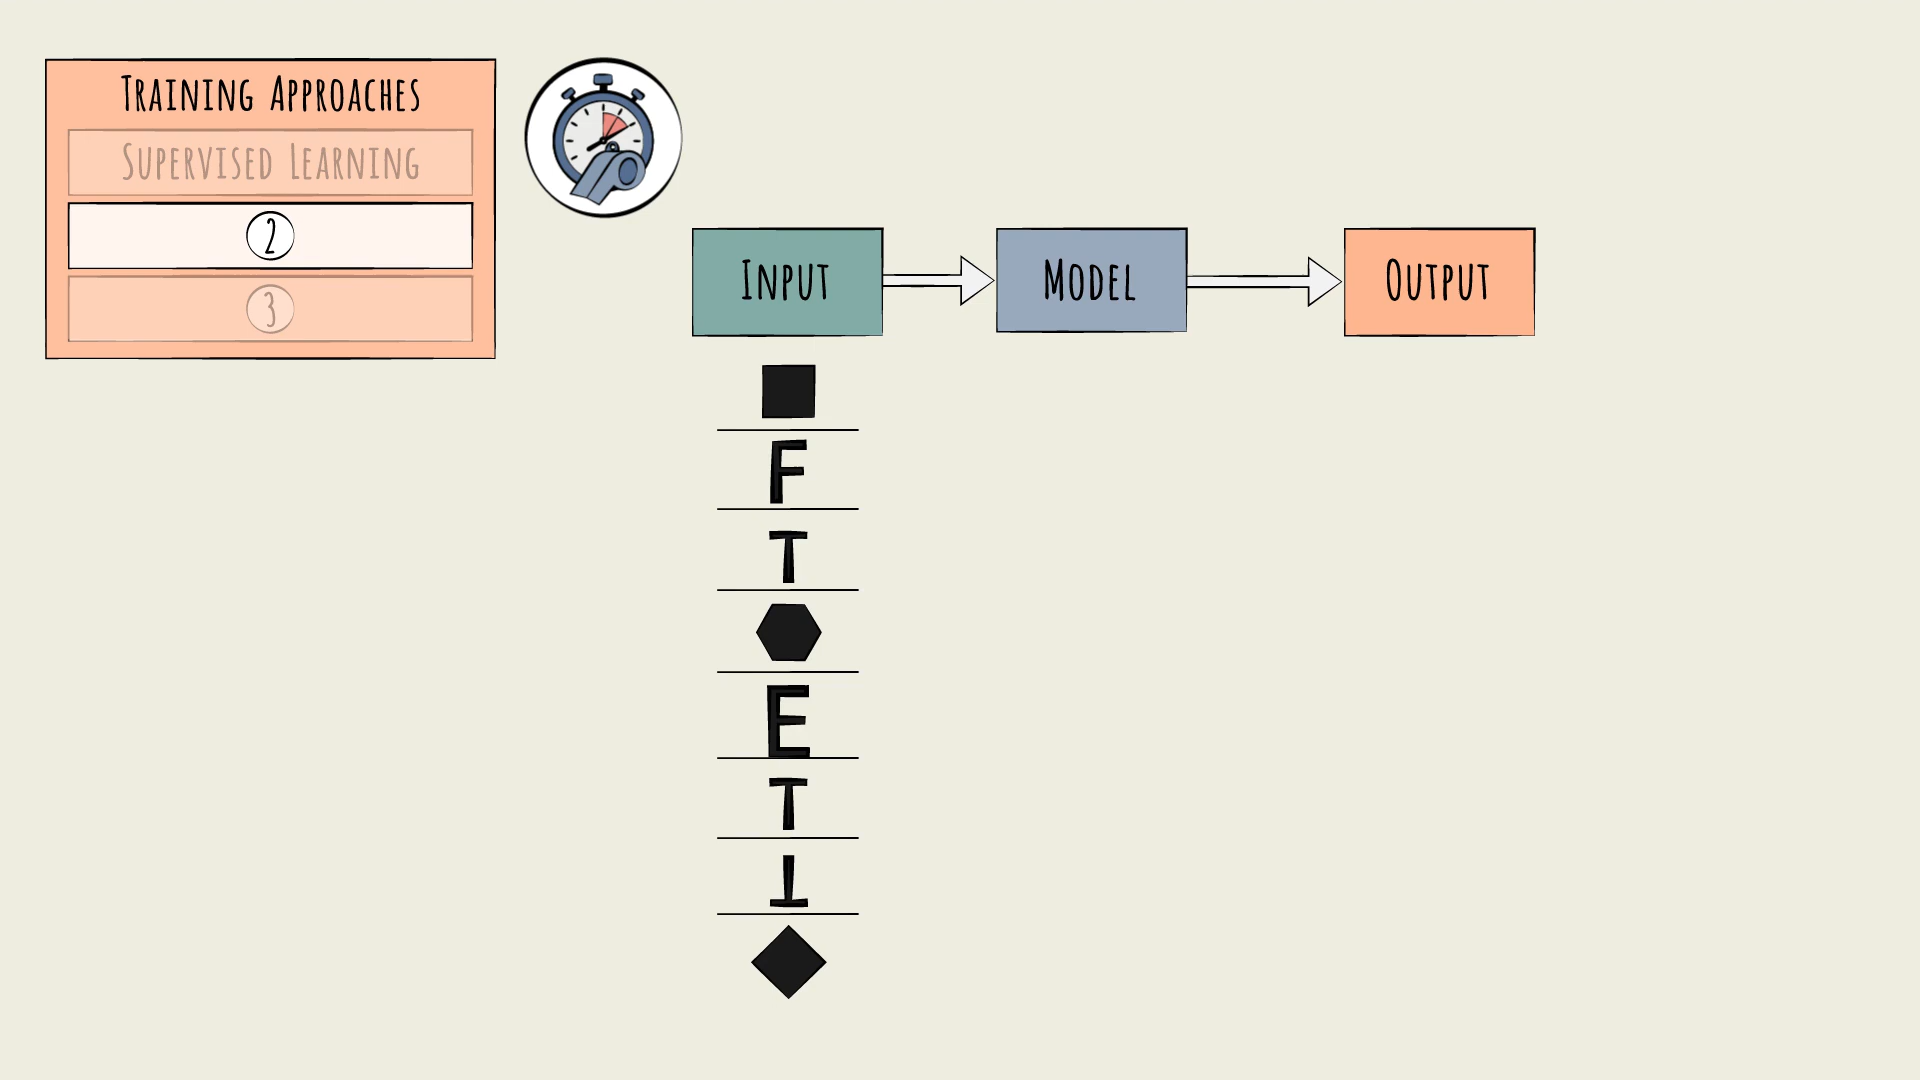 Training Approaches
Supervised Learning
2
3
Input
Model
Output
F
T
E
T
⊥